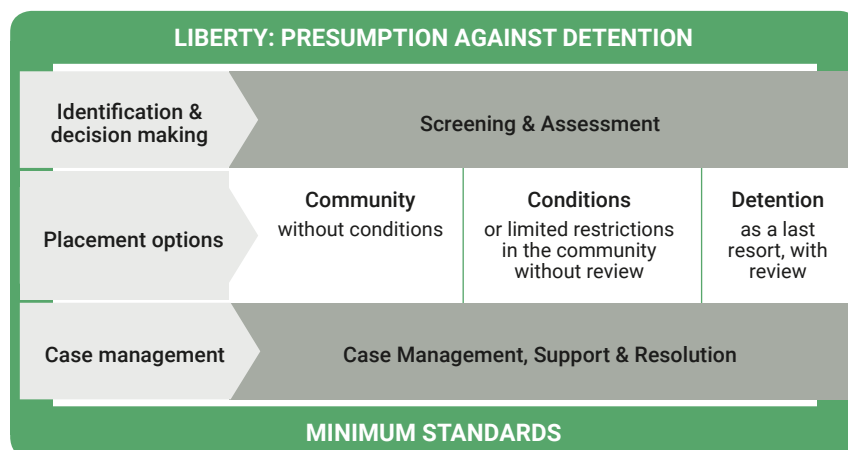 LIBERTY: PRESUMPTION AGAINST DETENTION
Identification &
decision making
Screening & Assessment
Placement options
Community
without conditions
Conditions
or limited restrictions
in the community
without review
Detention
as a last
resort, with
review
Case management
Case Management, Support & Resolution
MINIMUM STANDARDS